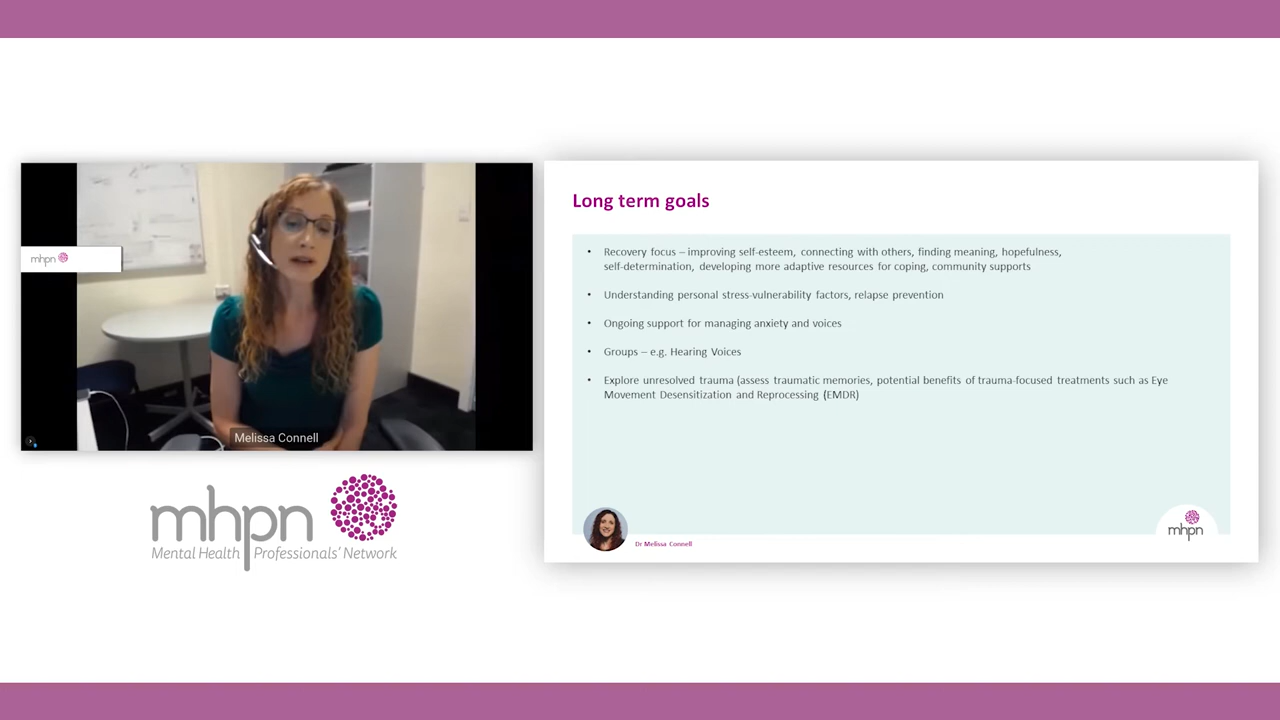 mhpn
Melissa Connell
mhpn
Mental Health Professionals' Network
Long term goals
• Recovery focus – improving self-esteem, connecting with others, finding meaning, hopefulness,
self-determination, developing more adaptive resources for coping, community supports
• Understanding personal stress-vulnerability factors, relapse prevention
• Ongoing support for managing anxiety and voices
• Groups – e.g. Hearing Voices
• Explore unresolved trauma (assess traumatic memories, potential benefits of trauma-focused treatments such as Eye
Movement Desensitization and Reprocessing (EMDR)
Dr Melissa Connell
mhpn